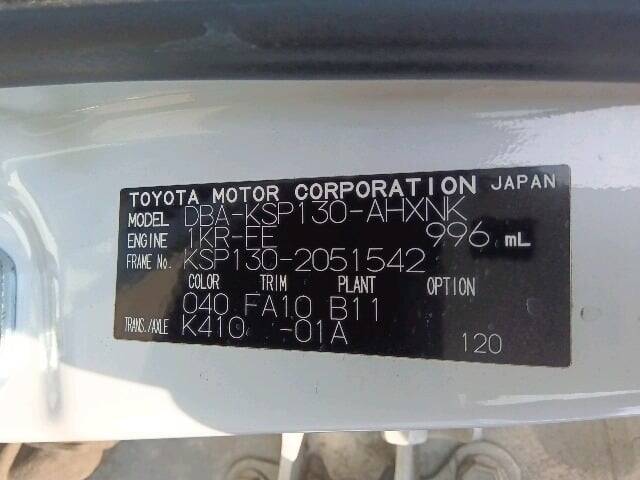 TOYOTA MOTOR CORPORATION JAPAN
MODEL DBA-KSP130-AHXNK
ENGINE 1KR-FE 996 mL
FRAME No. KSP130-2051542
COLOR TRIM PLANT OPTION
040 FA10 B11
TRANS./AXLE K410 -01A
120